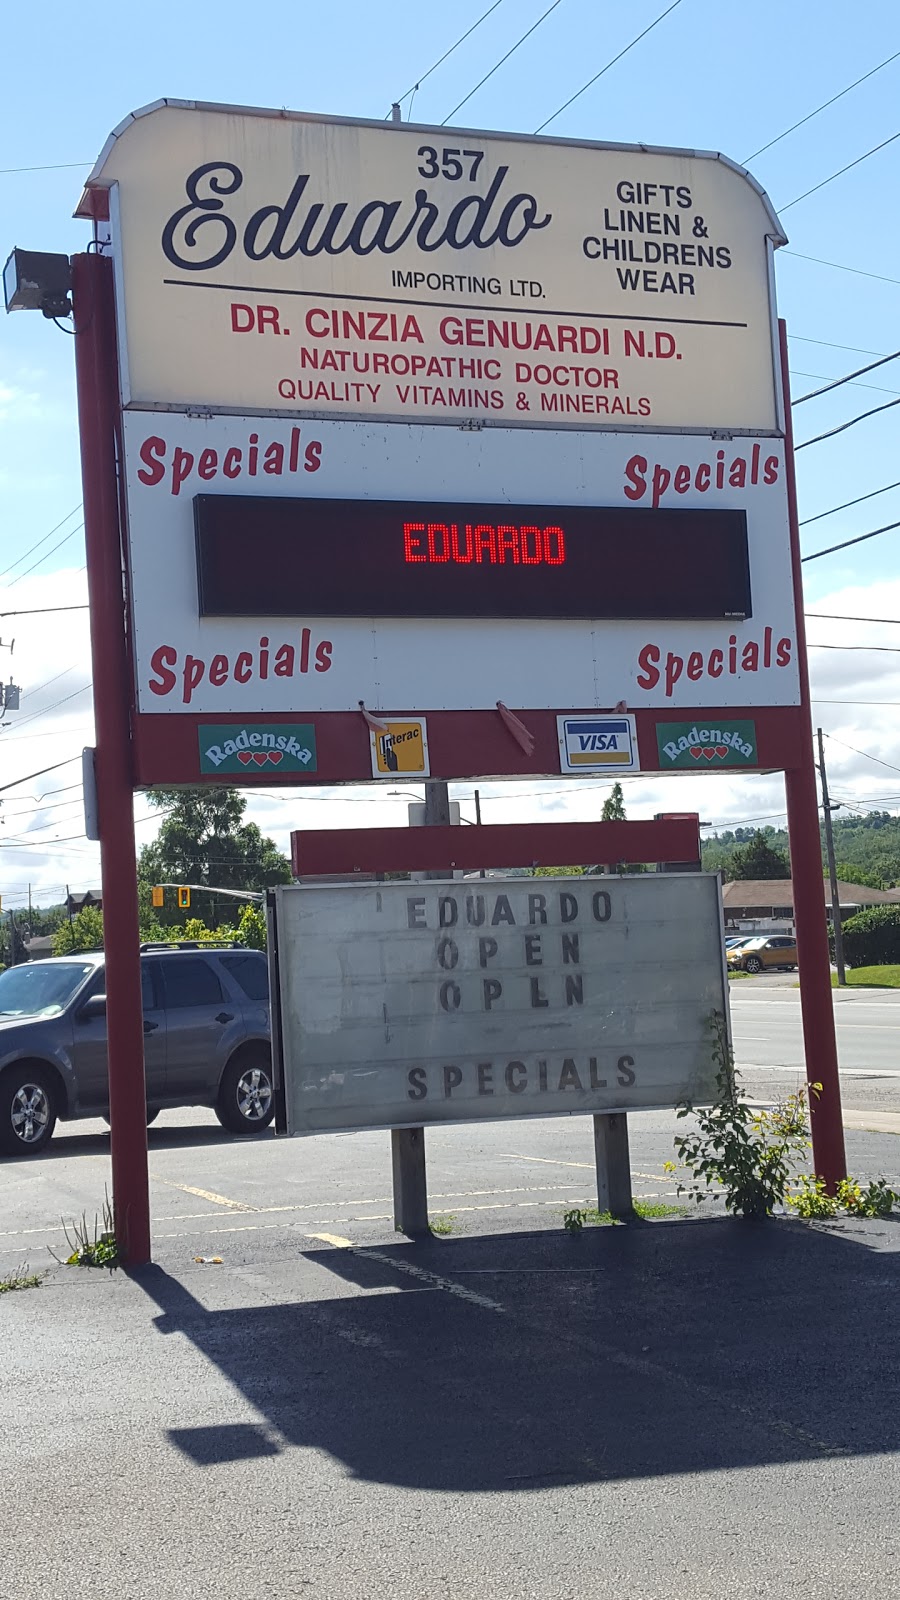 357
Eduardo
IMPORTING LTD.
GIFTS
LINEN &
CHILDRENS
WEAR
DR. CINZIA GENUARDI N.D.
NATUROPATHIC DOCTOR
QUALITY VITAMINS & MINERALS
Specials
Specials
EDUARDO
Specials
Specials
Radenska
Interac
VISA
Radenska
EDUARDO
OPEN
OPLN
SPECIALS